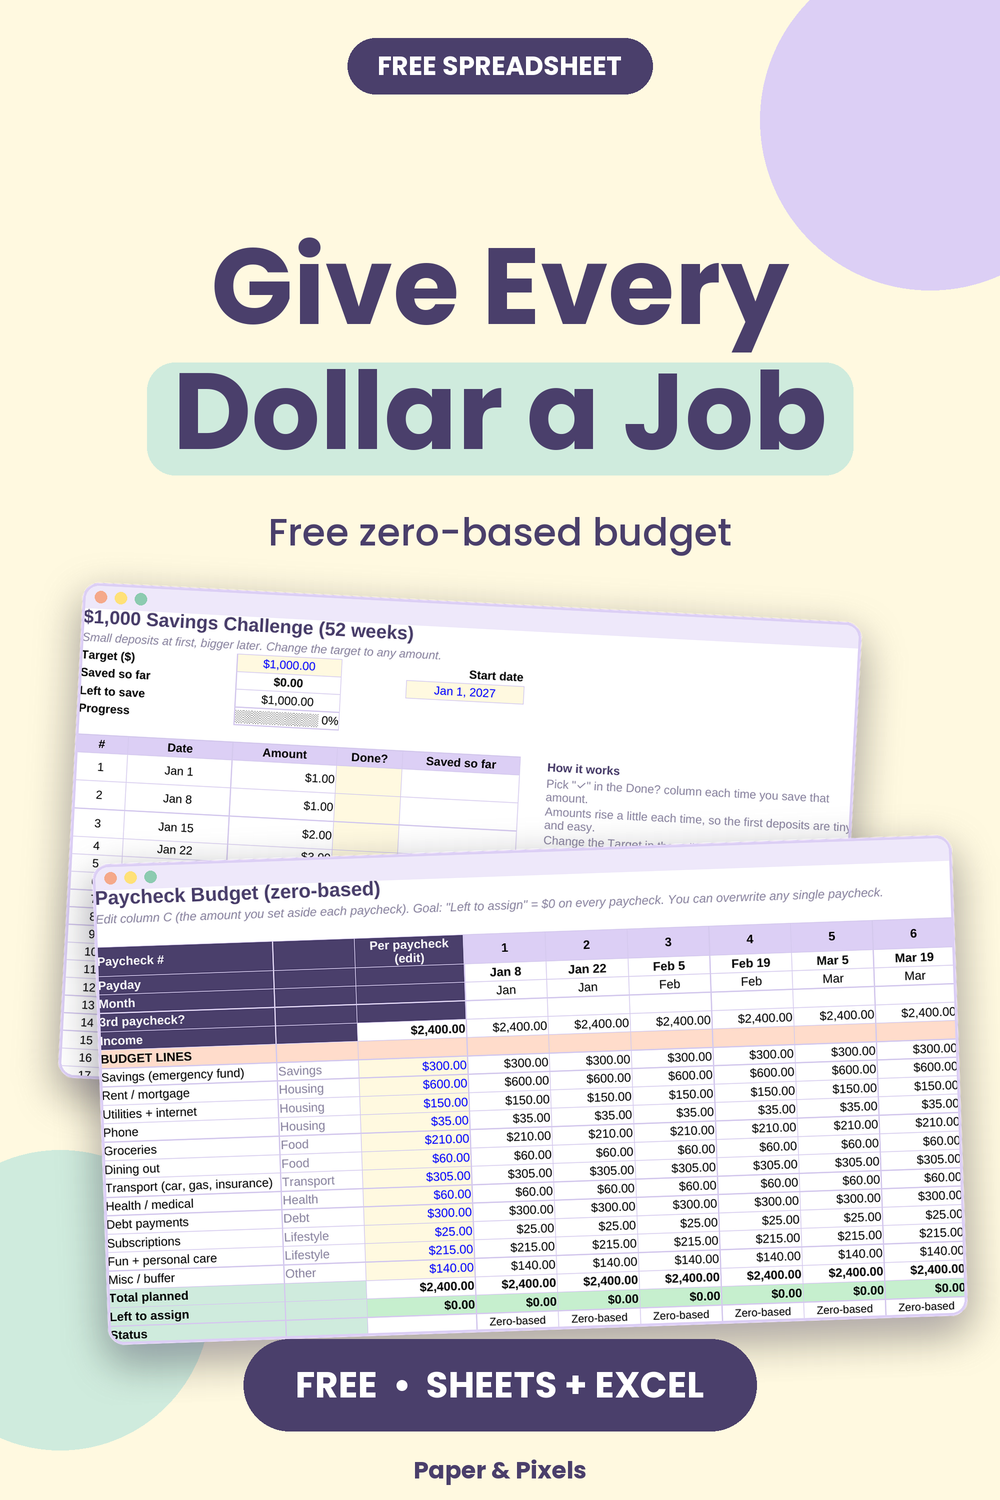 FREE SPREADSHEET
Give Every
Dollar a Job
Free zero-based budget
$1,000 Savings Challenge (52 weeks)
Small deposits at first, bigger later. Change the target to any amount.
Target ($) $1,000.00
Saved so far $0.00 Start date
Left to save $1,000.00 Jan 1, 2027
Progress 0%
# Date Amount Done? Saved so far
1 Jan 1 $1.00
2 Jan 8 $1.00
3 Jan 15 $2.00
4 Jan 22
5
9
10
11
12
13
14
15
16
17
How it works
Pick "✓" in the Done? column each time you save that
amount.
Amounts rise a little each time, so the first deposits are tiny
and easy.
Change the Target in the
Paycheck Budget (zero-based)
Edit column C (the amount you set aside each paycheck). Goal: "Left to assign" = $0 on every paycheck. You can overwrite any single paycheck.
Paycheck # Per paycheck (edit) 1 2 3 4 5 6
Payday Jan 8 Jan 22 Feb 5 Feb 19 Mar 5 Mar 19
Month Jan Jan Feb Feb Mar Mar
3rd paycheck?
Income $2,400.00 $2,400.00 $2,400.00 $2,400.00 $2,400.00 $2,400.00 $2,400.00
BUDGET LINES
Savings (emergency fund) Savings $300.00 $300.00 $300.00 $300.00 $300.00 $300.00 $300.00
Rent / mortgage Housing $600.00 $600.00 $600.00 $600.00 $600.00 $600.00 $600.00
Utilities + internet Housing $150.00 $150.00 $150.00 $150.00 $150.00 $150.00 $150.00
Phone Housing $35.00 $35.00 $35.00 $35.00 $35.00 $35.00 $35.00
Groceries Food $210.00 $210.00 $210.00 $210.00 $210.00 $210.00 $210.00
Dining out Food $60.00 $60.00 $60.00 $60.00 $60.00 $60.00 $60.00
Transport (car, gas, insurance) Transport $305.00 $305.00 $305.00 $305.00 $305.00 $305.00 $305.00
Health / medical Health $60.00 $60.00 $60.00 $60.00 $60.00 $60.00 $60.00
Debt payments Debt $300.00 $300.00 $300.00 $300.00 $300.00 $300.00 $300.00
Subscriptions Lifestyle $25.00 $25.00 $25.00 $25.00 $25.00 $25.00 $25.00
Fun + personal care Lifestyle $215.00 $215.00 $215.00 $215.00 $215.00 $215.00 $215.00
Misc / buffer Other $140.00 $140.00 $140.00 $140.00 $140.00 $140.00 $140.00
Total planned $2,400.00 $2,400.00 $2,400.00 $2,400.00 $2,400.00 $2,400.00 $2,400.00
Left to assign $0.00 $0.00 $0.00 $0.00 $0.00 $0.00 $0.00
Status Zero-based Zero-based Zero-based Zero-based Zero-based Zero-based
FREE • SHEETS + EXCEL
Paper & Pixels